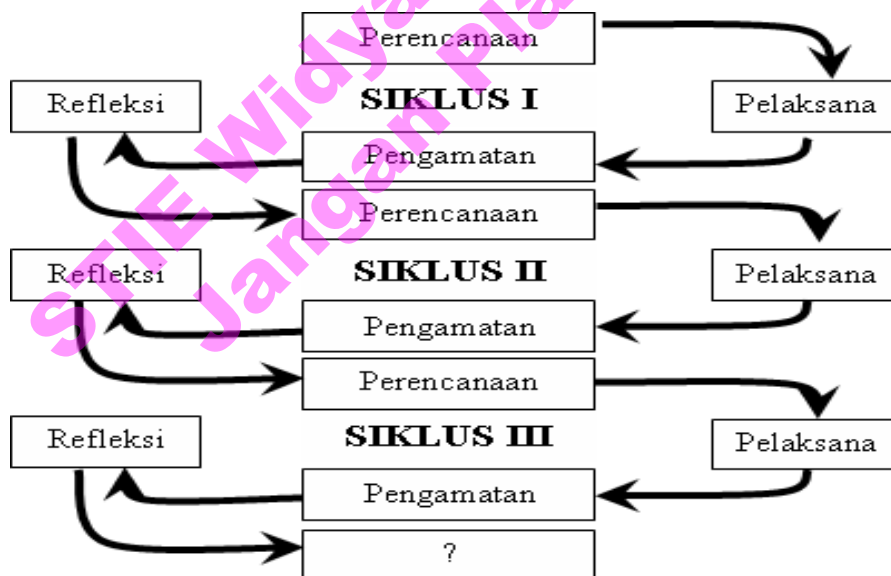 Perencanaan
Refleksi
SIKLUS I
Pelaksana
Pengamatan
Perencanaan
Refleksi
SIKLUS II
Pelaksana
Pengamatan
Perencanaan
Refleksi
SIKLUS III
Pelaksana
Pengamatan
?
STIE Widya
Jangan